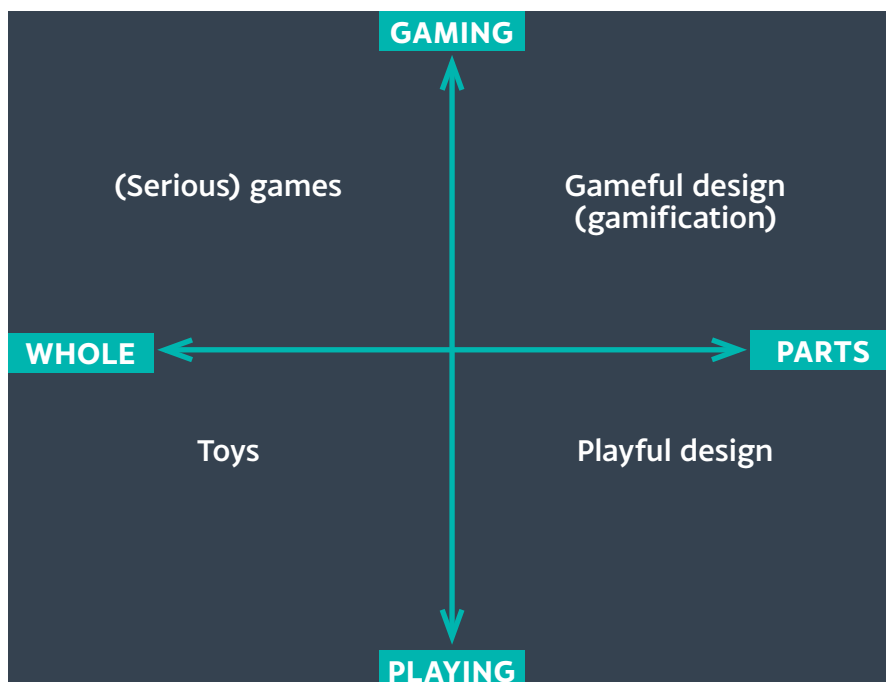 GAMING
(Serious) games
Gameful design
(gamification)
WHOLE
PARTS
Toys
Playful design
PLAYING